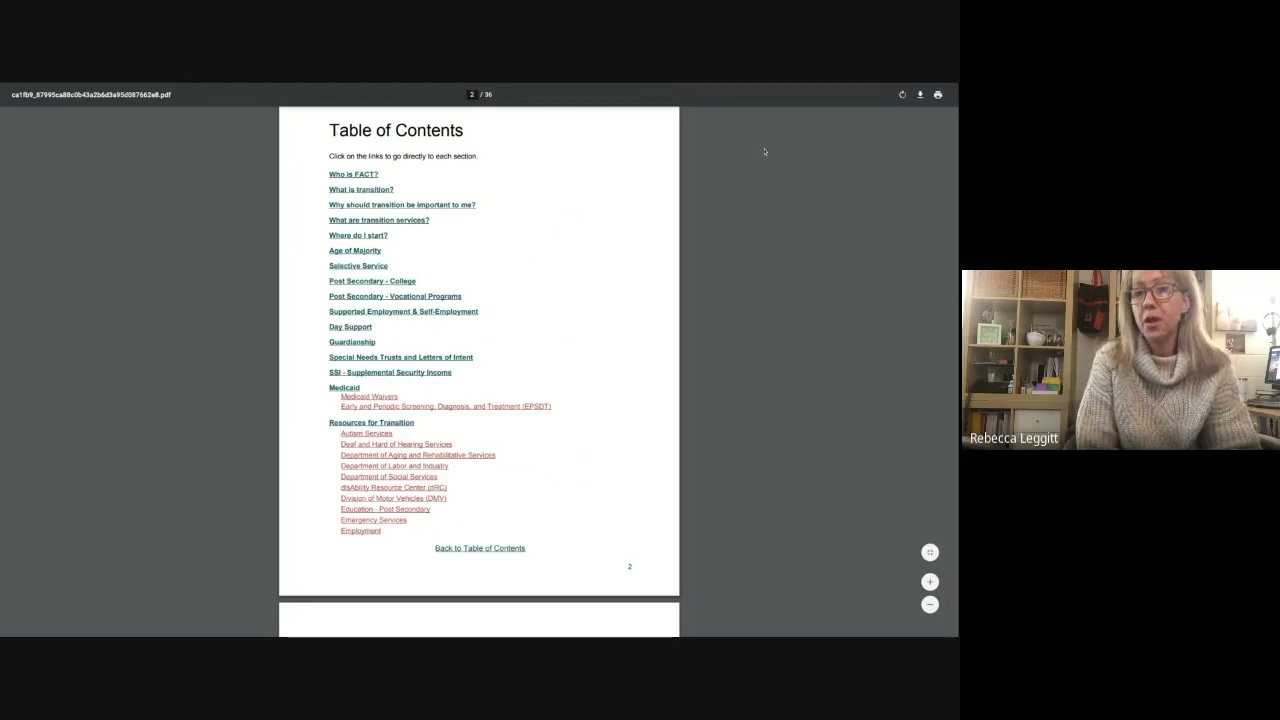 ca1fb9_87995ca88c0b43a2b6d3a95d087662e8.pdf
2 / 36
Table of Contents
Click on the links to go directly to each section.
Who is FACT?
What is transition?
Why should transition be important to me?
What are transition services?
Where do I start?
Age of Majority
Selective Service
Post Secondary - College
Post Secondary - Vocational Programs
Supported Employment & Self-Employment
Day Support
Guardianship
Special Needs Trusts and Letters of Intent
SSI - Supplemental Security Income
Medicaid
Medicaid Waivers
Early and Periodic Screening, Diagnosis, and Treatment (EPSDT)
Resources for Transition
Autism Services
Deaf and Hard of Hearing Services
Department of Aging and Rehabilitative Services
Department of Labor and Industry
Department of Social Services
disAbility Resource Center (dRC)
Division of Motor Vehicles (DMV)
Education - Post Secondary
Emergency Services
Employment
Back to Table of Contents
2
Rebecca Leggitt